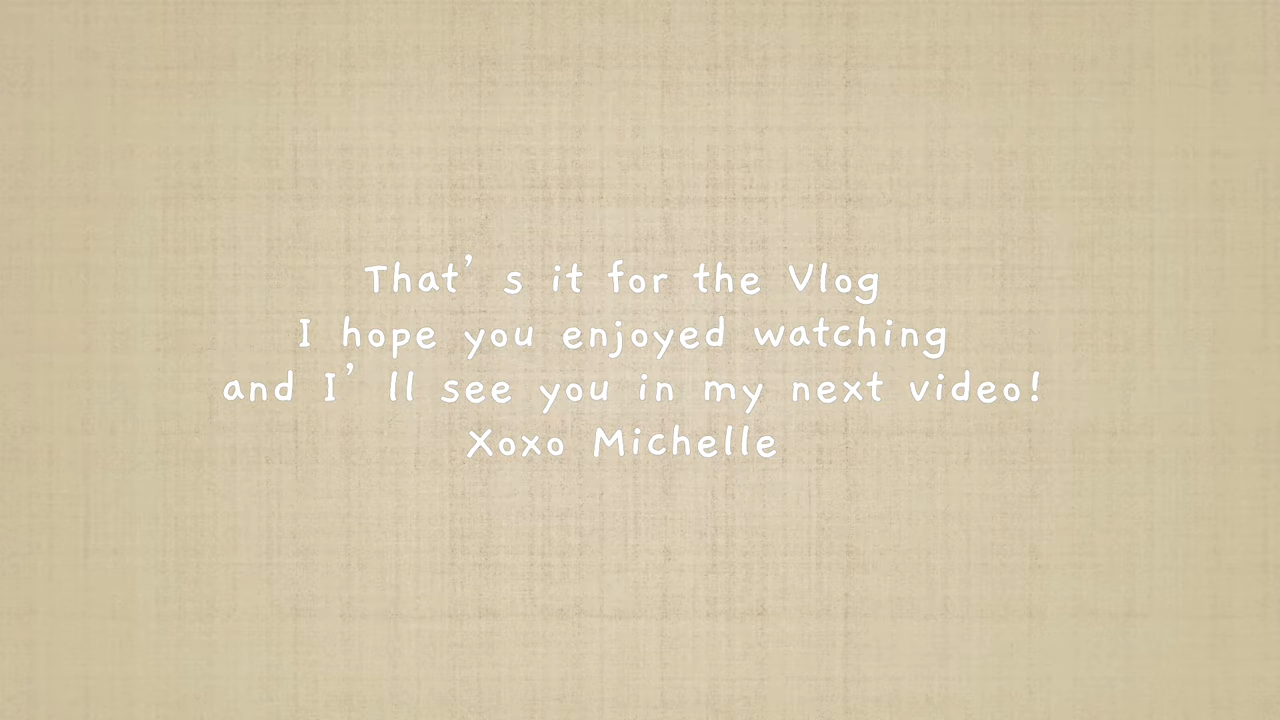 That’s it for the Vlog
I hope you enjoyed watching
and I’ll see you in my next video!
Xoxo Michelle